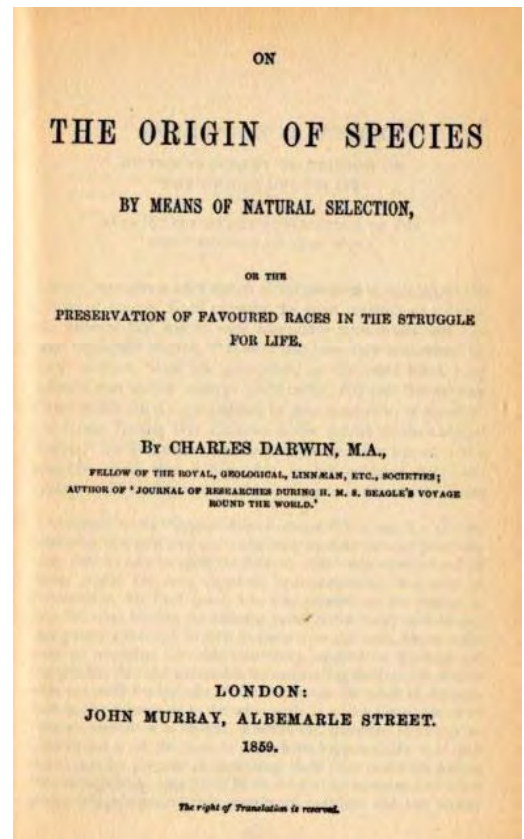 ON
THE ORIGIN OF SPECIES
BY MEANS OF NATURAL SELECTION,
OR THE
PRESERVATION OF FAVOURED RACES IN THE STRUGGLE
FOR LIFE.
BY CHARLES DARWIN, M.A.,
FELLOW OF THE ROYAL, GEOLOGICAL, LINNÆAN, ETC., SOCIETIES;
AUTHOR OF 'JOURNAL OF RESEARCHES DURING H. M. S. BEAGLE'S VOYAGE
ROUND THE WORLD.'
LONDON:
JOHN MURRAY, ALBEMARLE STREET.
1859.
The right of Translation is reserved.